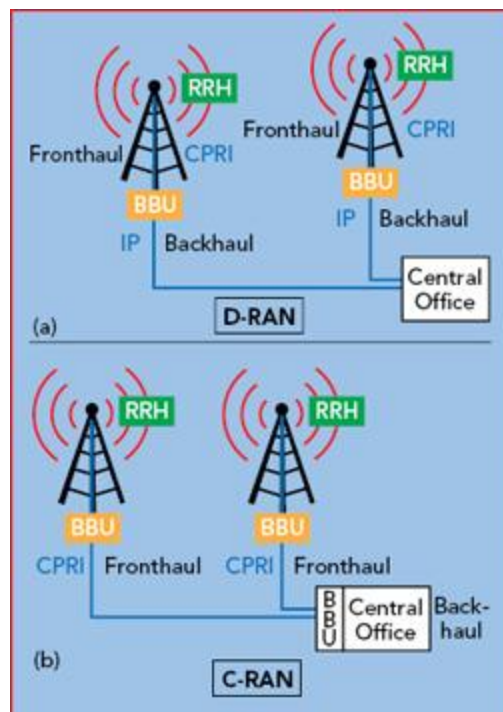 RRH
RRH
Fronthaul CPRI
Fronthaul CPRI
BBU
BBU
IP Backhaul
IP Backhaul
Central
Office
(a)
D-RAN
RRH
RRH
BBU
BBU
CPRI Fronthaul
CPRI Fronthaul
BBU
Central
Office
Back-
haul
(b)
C-RAN